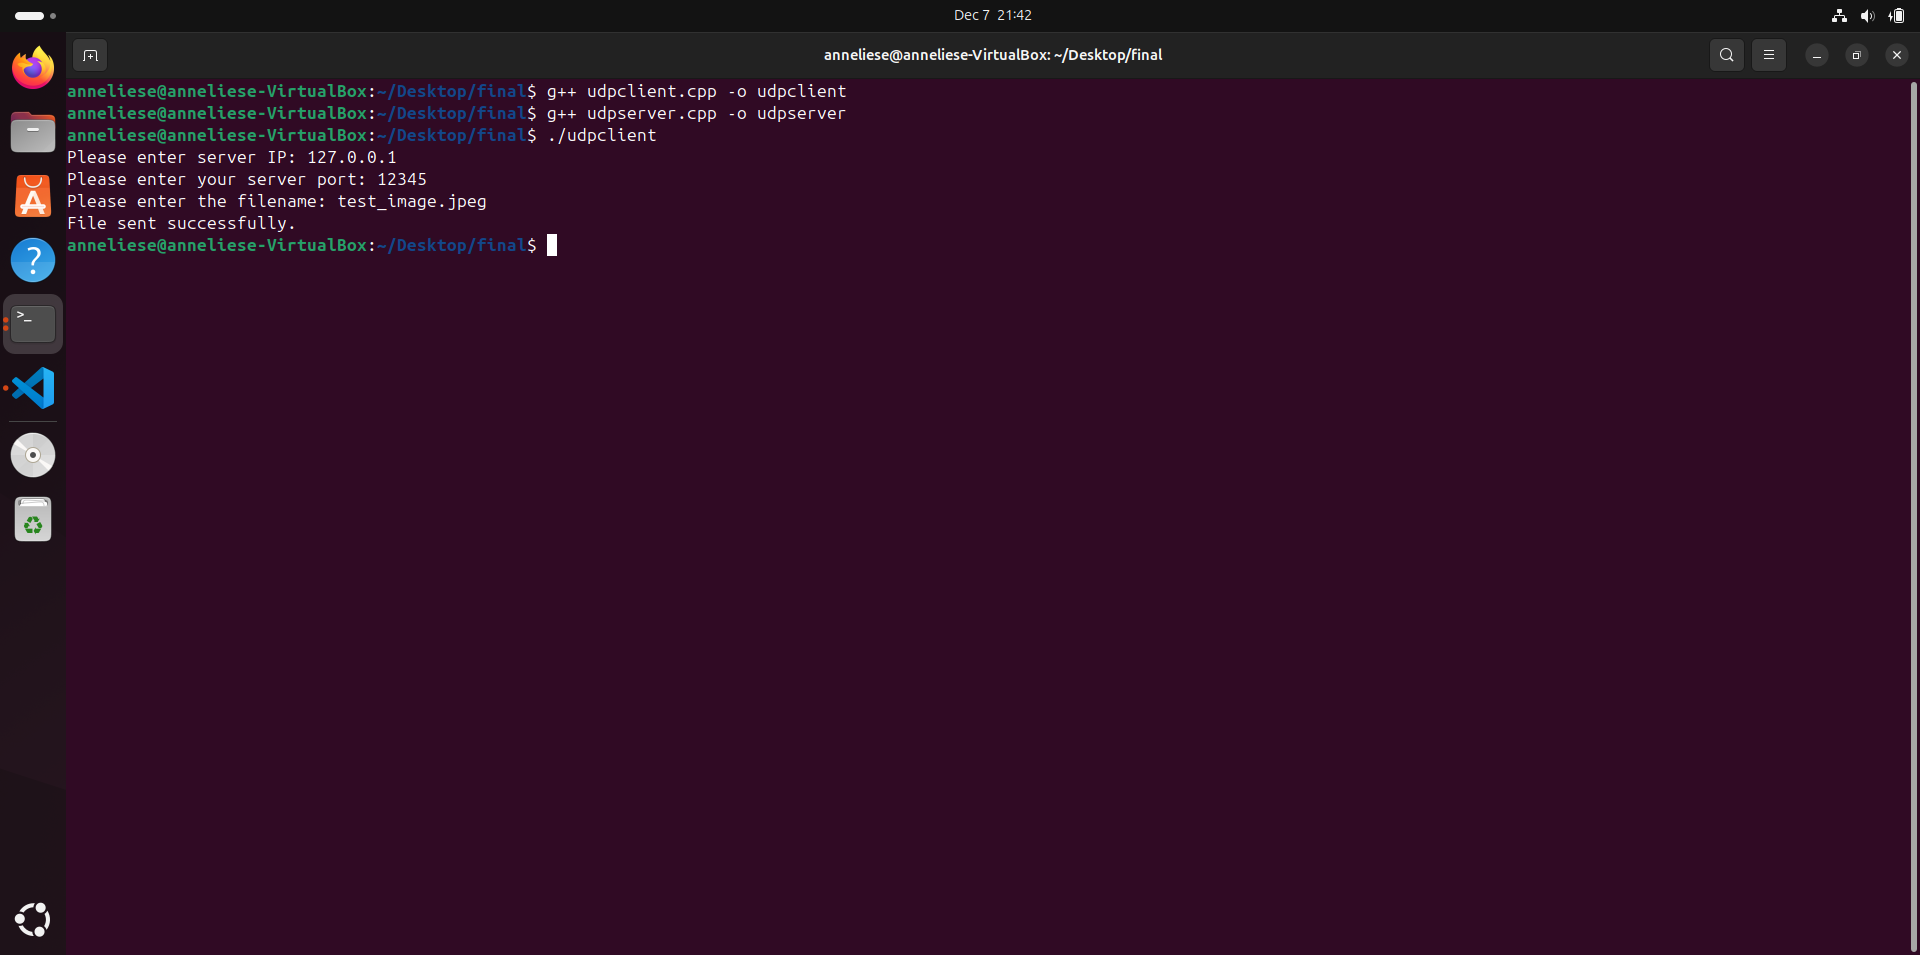 Dec 7 21:42
anneliese@anneliese-VirtualBox: ~/Desktop/final
anneliese@anneliese-VirtualBox:~/Desktop/final$ g++ udpclient.cpp -o udpclient
anneliese@anneliese-VirtualBox:~/Desktop/final$ g++ udpserver.cpp -o udpserver
anneliese@anneliese-VirtualBox:~/Desktop/final$ ./udpclient
Please enter server IP: 127.0.0.1
Please enter your server port: 12345
Please enter the filename: test_image.jpeg
File sent successfully.
anneliese@anneliese-VirtualBox:~/Desktop/final$